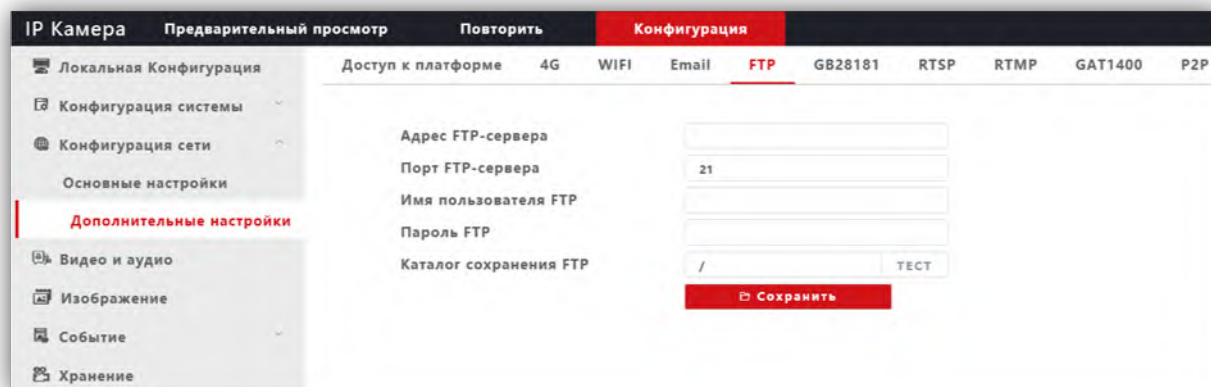 IP Камера Предварительный просмотр Повторить Конфигурация
Локальная Конфигурация
Конфигурация системы
Конфигурация сети
Основные настройки
Дополнительные настройки
Видео и аудио
Изображение
Событие
Хранение
Доступ к платформе 4G WIFI Email FTP GB28181 RTSP RTMP GAT1400 P2P
Адрес FTP-сервера
Порт FTP-сервера 21
Имя пользователя FTP
Пароль FTP
Каталог сохранения FTP / ТЕСТ
Сохранить